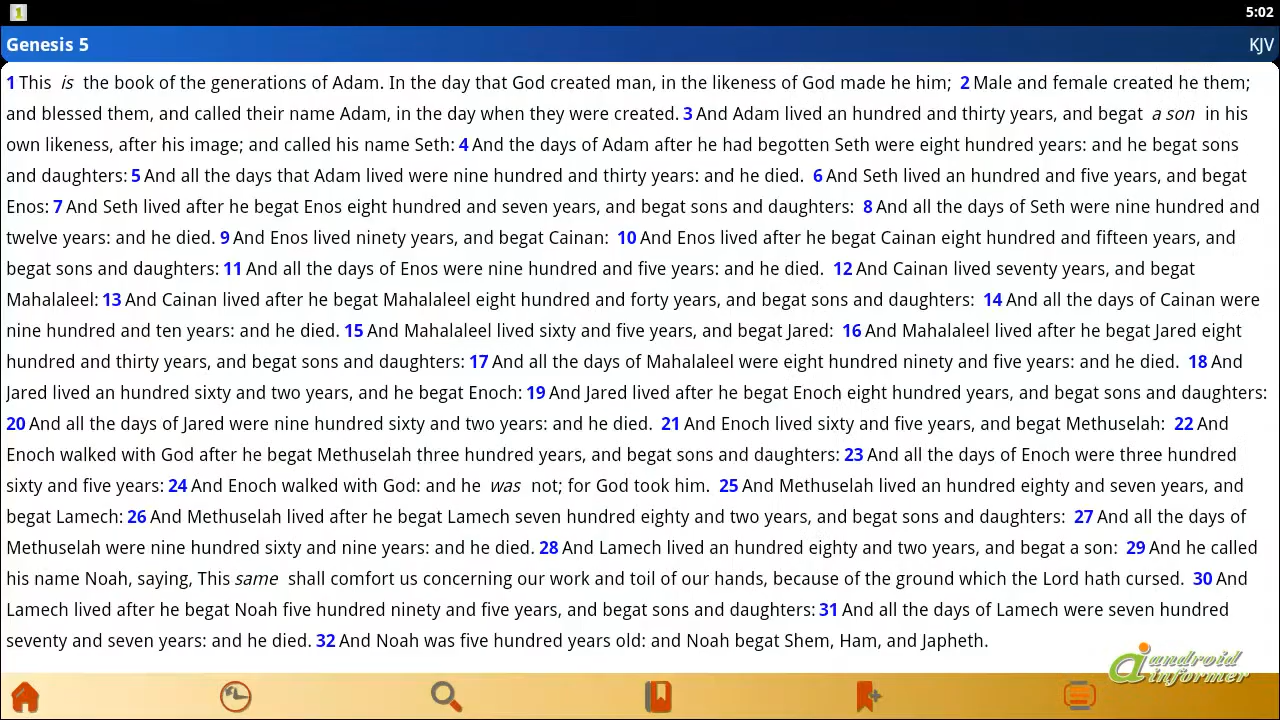 1
5:02
Genesis 5
KJV
1 This is the book of the generations of Adam. In the day that God created man, in the likeness of God made he him; 2 Male and female created he them;
and blessed them, and called their name Adam, in the day when they were created. 3 And Adam lived an hundred and thirty years, and begat a son in his
own likeness, after his image; and called his name Seth: 4 And the days of Adam after he had begotten Seth were eight hundred years: and he begat sons
and daughters: 5 And all the days that Adam lived were nine hundred and thirty years: and he died. 6 And Seth lived an hundred and five years, and begat
Enos: 7 And Seth lived after he begat Enos eight hundred and seven years, and begat sons and daughters: 8 And all the days of Seth were nine hundred and
twelve years: and he died. 9 And Enos lived ninety years, and begat Cainan: 10 And Enos lived after he begat Cainan eight hundred and fifteen years, and
begat sons and daughters: 11 And all the days of Enos were nine hundred and five years: and he died. 12 And Cainan lived seventy years, and begat
Mahalaleel: 13 And Cainan lived after he begat Mahalaleel eight hundred and forty years, and begat sons and daughters: 14 And all the days of Cainan were
nine hundred and ten years: and he died. 15 And Mahalaleel lived sixty and five years, and begat Jared: 16 And Mahalaleel lived after he begat Jared eight
hundred and thirty years, and begat sons and daughters: 17 And all the days of Mahalaleel were eight hundred ninety and five years: and he died. 18 And
Jared lived an hundred sixty and two years, and he begat Enoch: 19 And Jared lived after he begat Enoch eight hundred years, and begat sons and daughters:
20 And all the days of Jared were nine hundred sixty and two years: and he died. 21 And Enoch lived sixty and five years, and begat Methuselah: 22 And
Enoch walked with God after he begat Methuselah three hundred years, and begat sons and daughters: 23 And all the days of Enoch were three hundred
sixty and five years: 24 And Enoch walked with God: and he was not; for God took him. 25 And Methuselah lived an hundred eighty and seven years, and
begat Lamech: 26 And Methuselah lived after he begat Lamech seven hundred eighty and two years, and begat sons and daughters: 27 And all the days of
Methuselah were nine hundred sixty and nine years: and he died. 28 And Lamech lived an hundred eighty and two years, and begat a son: 29 And he called
his name Noah, saying, This same shall comfort us concerning our work and toil of our hands, because of the ground which the Lord hath cursed. 30 And
Lamech lived after he begat Noah five hundred ninety and five years, and begat sons and daughters: 31 And all the days of Lamech were seven hundred
seventy and seven years: and he died. 32 And Noah was five hundred years old: and Noah begat Shem, Ham, and Japheth.
android
informer